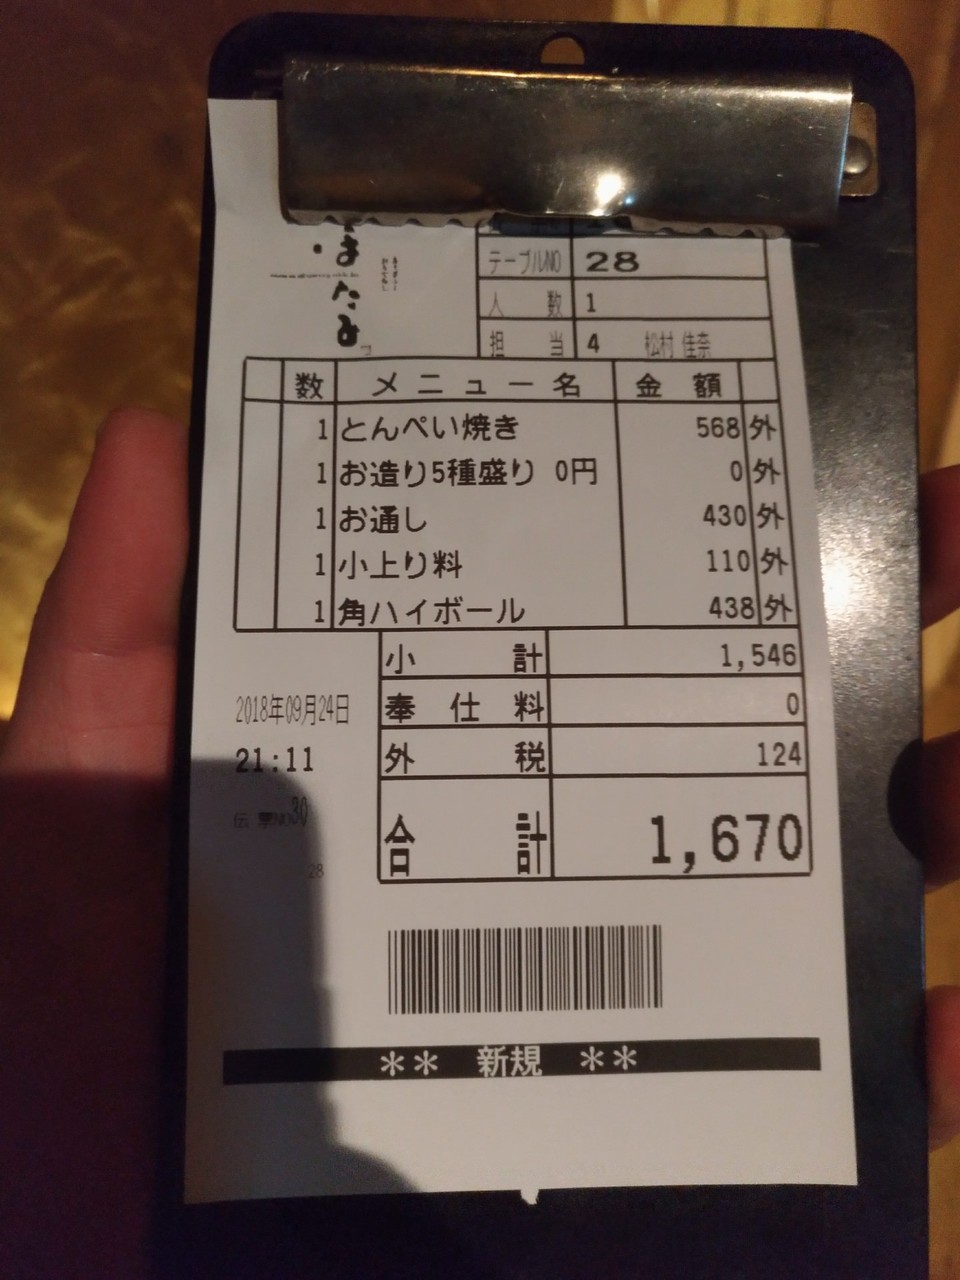 ほたる
テーブルNO 28
人数 1
担当 4 松村 佳奈
数 メニュー名 金額
1 とんぺい焼き 568 外
1 お造り5種盛り 0円 0 外
1 お通し 430 外
1 小上り料 110 外
1 角ハイボール 438 外
小計 1,546
奉仕料 0
2018年09月24日
21:11
外税 124
伝票NO30
合計 1,670
28
** 新規 **